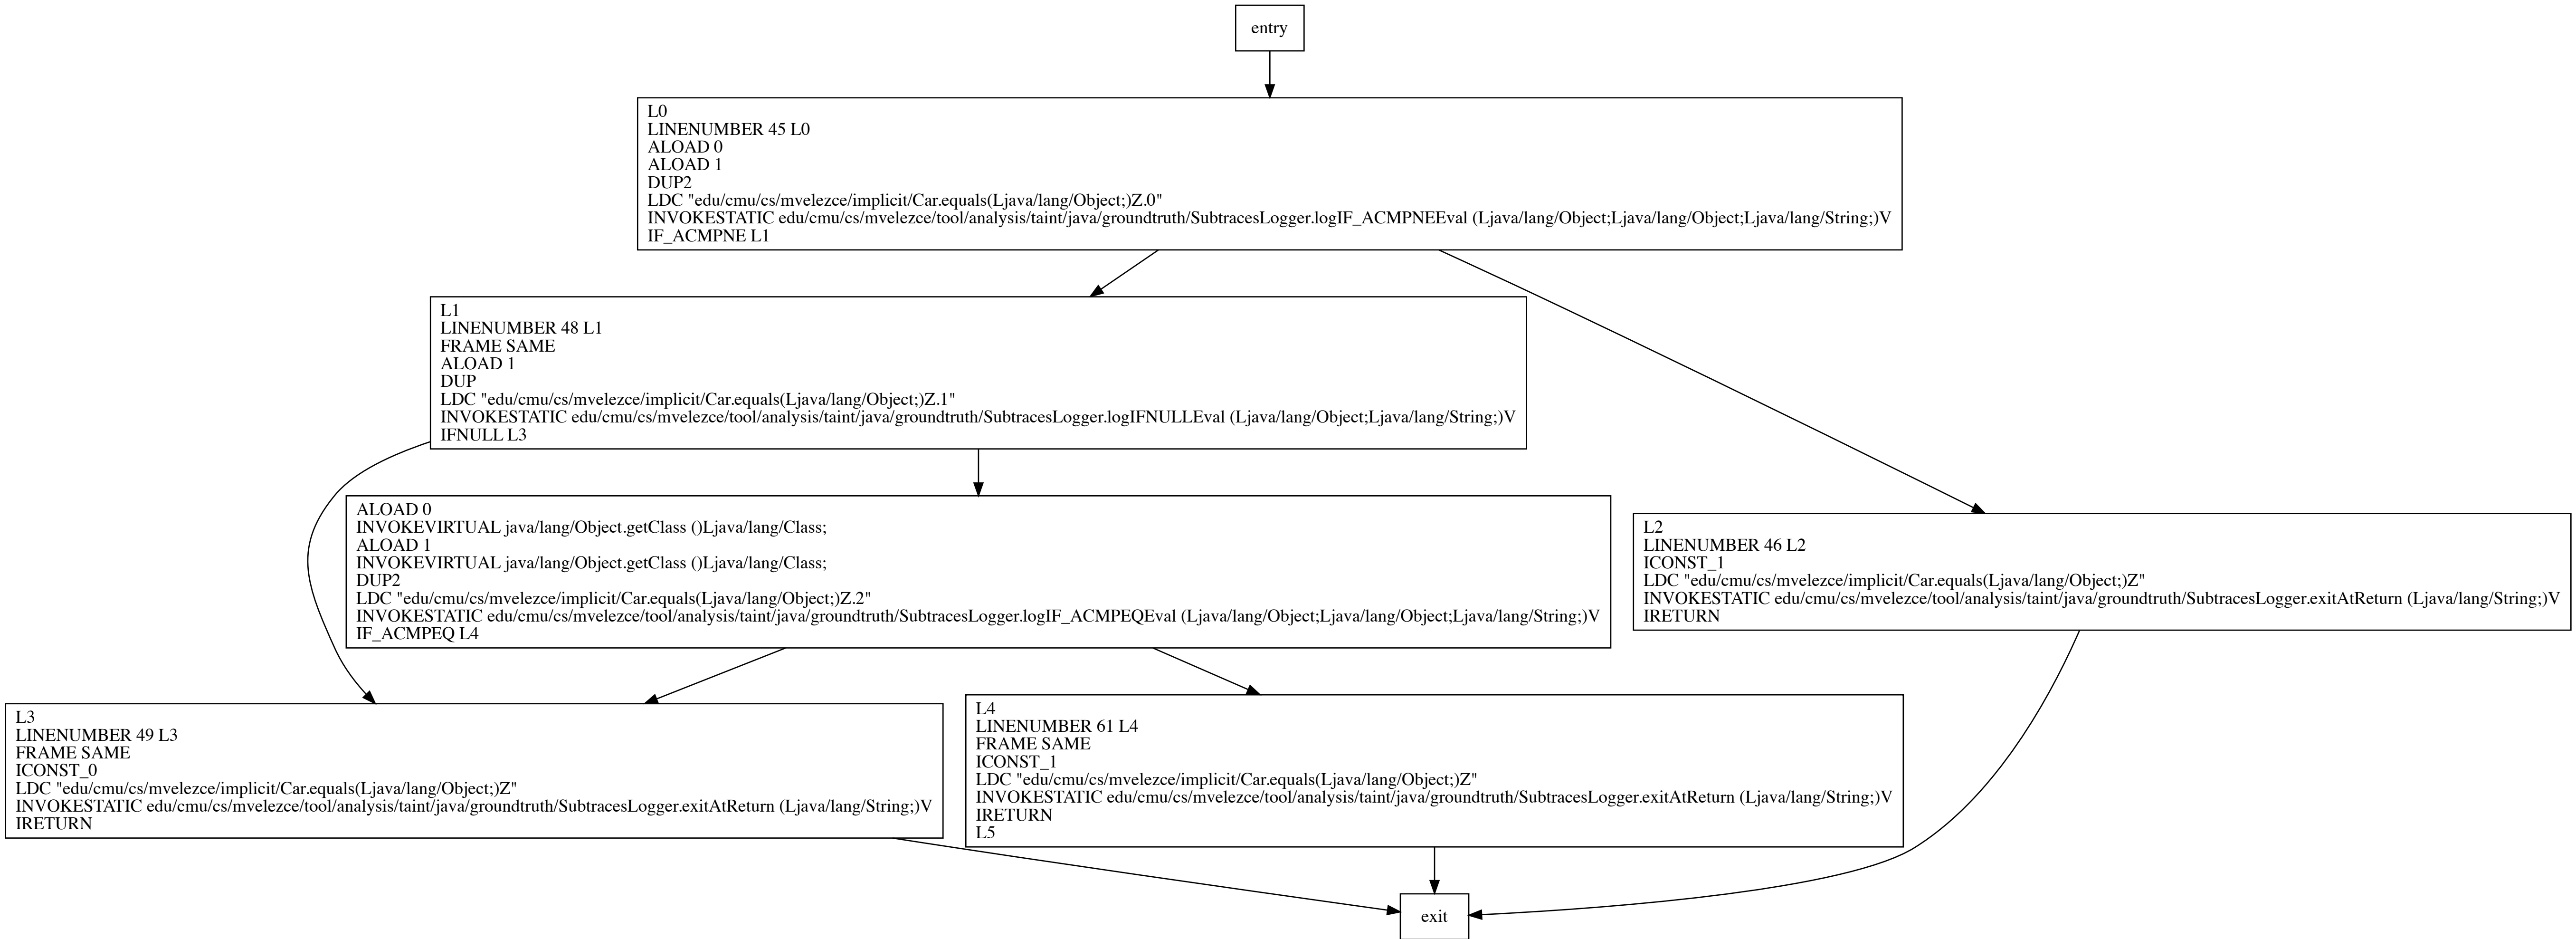 entry
L0
LINENUMBER 45 L0
ALOAD 0
ALOAD 1
DUP2
LDC "edu/cmu/cs/mvelezce/implicit/Car.equals(Ljava/lang/Object;)Z.0"
INVOKESTATIC edu/cmu/cs/mvelezce/tool/analysis/taint/java/groundtruth/SubtracesLogger.logIF_ACMPNEEval (Ljava/lang/Object;Ljava/lang/Object;Ljava/lang/String;)V
IF_ACMPNE L1
L1
LINENUMBER 48 L1
FRAME SAME
ALOAD 1
DUP
LDC "edu/cmu/cs/mvelezce/implicit/Car.equals(Ljava/lang/Object;)Z.1"
INVOKESTATIC edu/cmu/cs/mvelezce/tool/analysis/taint/java/groundtruth/SubtracesLogger.logIFNULLEval (Ljava/lang/Object;Ljava/lang/String;)V
IFNULL L3
ALOAD 0
INVOKEVIRTUAL java/lang/Object.getClass ()Ljava/lang/Class;
ALOAD 1
INVOKEVIRTUAL java/lang/Object.getClass ()Ljava/lang/Class;
DUP2
LDC "edu/cmu/cs/mvelezce/implicit/Car.equals(Ljava/lang/Object;)Z.2"
INVOKESTATIC edu/cmu/cs/mvelezce/tool/analysis/taint/java/groundtruth/SubtracesLogger.logIF_ACMPEQEval (Ljava/lang/Object;Ljava/lang/Object;Ljava/lang/String;)V
IF_ACMPEQ L4
L2
LINENUMBER 46 L2
ICONST_1
LDC "edu/cmu/cs/mvelezce/implicit/Car.equals(Ljava/lang/Object;)Z"
INVOKESTATIC edu/cmu/cs/mvelezce/tool/analysis/taint/java/groundtruth/SubtracesLogger.exitAtReturn (Ljava/lang/String;)V
IRETURN
L3
LINENUMBER 49 L3
FRAME SAME
ICONST_0
LDC "edu/cmu/cs/mvelezce/implicit/Car.equals(Ljava/lang/Object;)Z"
INVOKESTATIC edu/cmu/cs/mvelezce/tool/analysis/taint/java/groundtruth/SubtracesLogger.exitAtReturn (Ljava/lang/String;)V
IRETURN
L4
LINENUMBER 61 L4
FRAME SAME
ICONST_1
LDC "edu/cmu/cs/mvelezce/implicit/Car.equals(Ljava/lang/Object;)Z"
INVOKESTATIC edu/cmu/cs/mvelezce/tool/analysis/taint/java/groundtruth/SubtracesLogger.exitAtReturn (Ljava/lang/String;)V
IRETURN
L5
exit